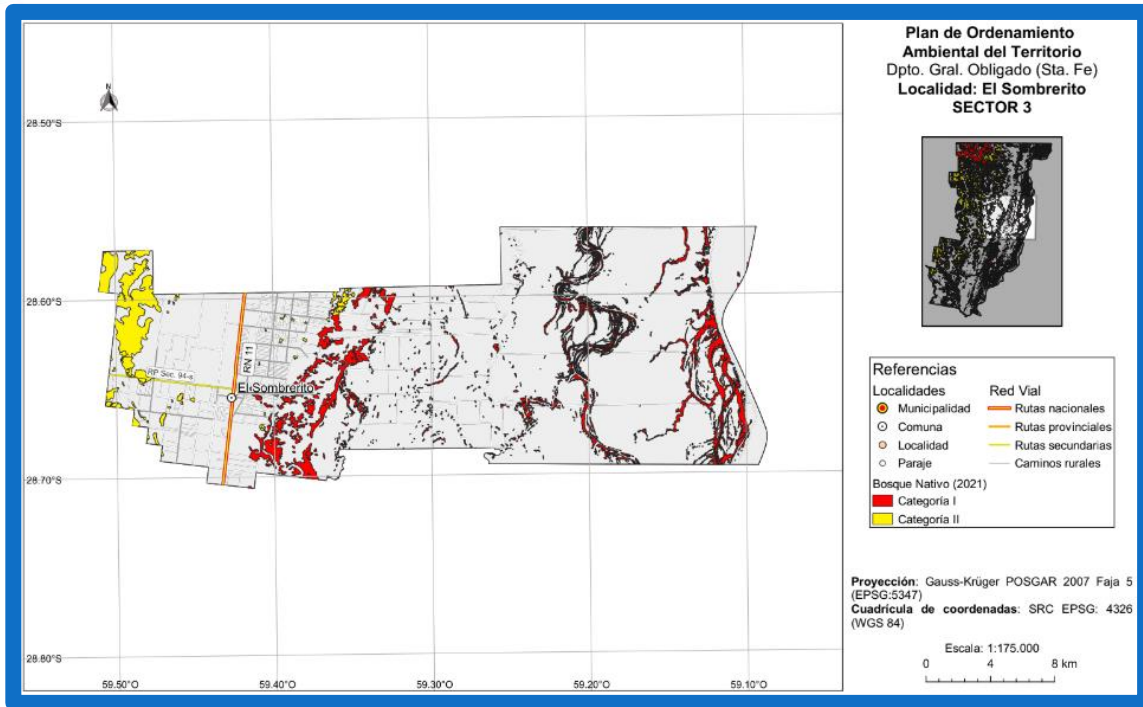 Plan de Ordenamiento
Ambiental del Territorio
Dpto. Gral. Obligado (Sta. Fe)
Localidad: El Sombrerito
SECTOR 3
N
28.50°S
28.60°S
28.70°S
28.80°S
59.50°O
59.40°O
59.30°O
59.20°O
59.10°O
RN 11
RP Sec. 94-s
El Sombrerito
Referencias
Localidades
Municipalidad
Comuna
Localidad
Paraje
Red Vial
Rutas nacionales
Rutas provinciales
Rutas secundarias
Caminos rurales
Bosque Nativo (2021)
Categoría I
Categoría II
Proyección: Gauss-Krüger POSGAR 2007 Faja 5
(EPSG:5347)
Cuadrícula de coordenadas: SRC EPSG: 4326
(WGS 84)
Escala: 1:175.000
0 4 8 km